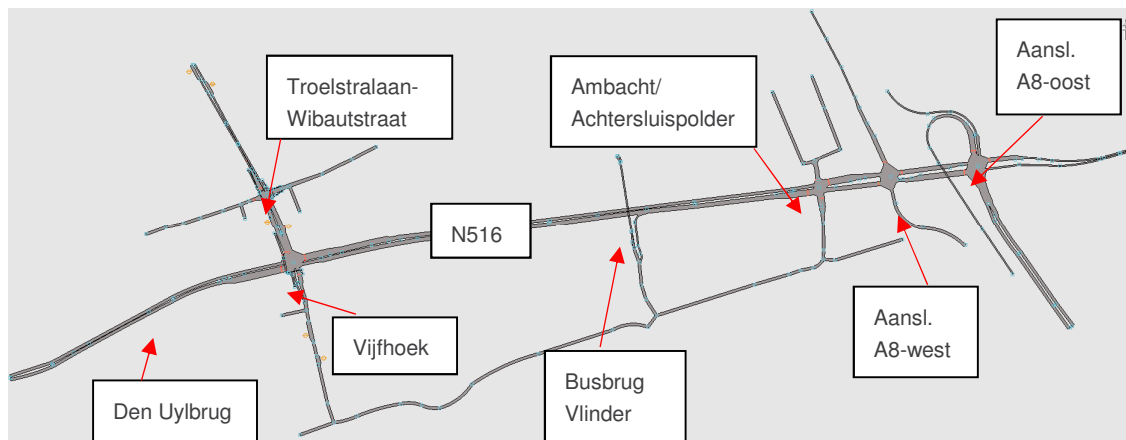 Troelstralaan-
Wibautstraat
Ambacht/
Achtersluispolder
Aansl.
A8-oost
N516
Vijfhoek
Den Uylbrug
Busbrug
Vlinder
Aansl.
A8-west